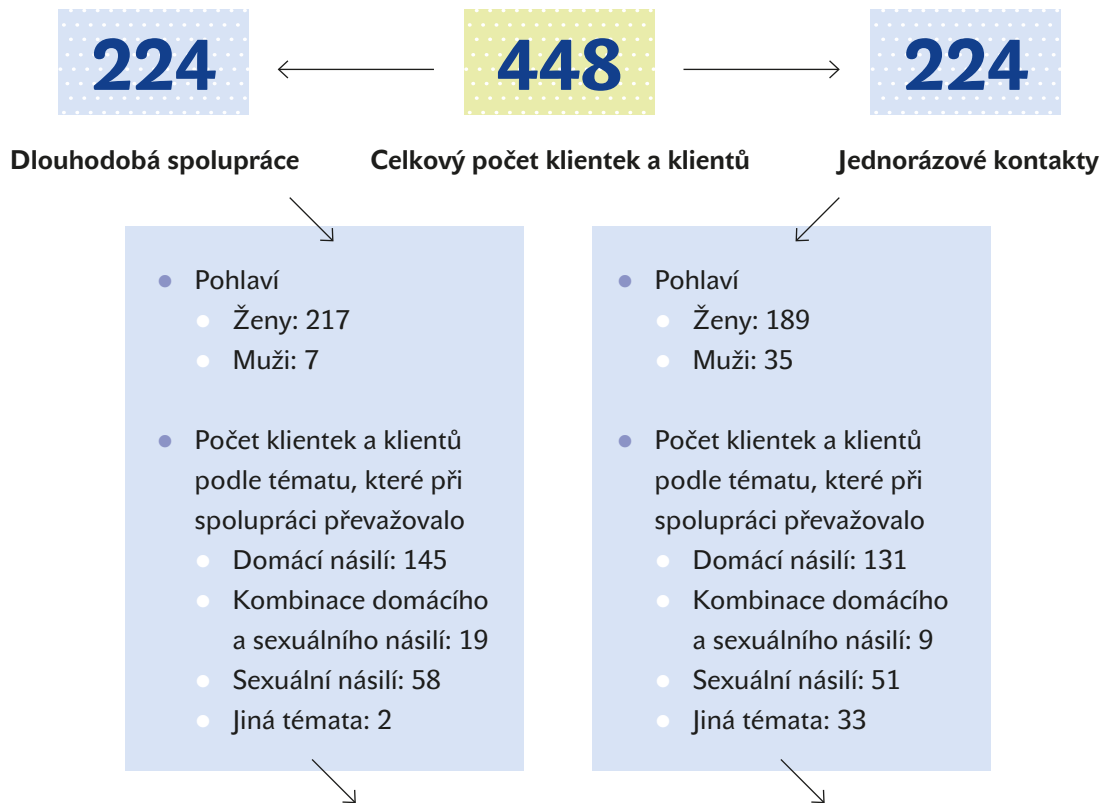 224
448
224
Dlouhodobá spolupráce
Celkový počet klientek a klientů
Jednorázové kontakty
Pohlaví
Ženy: 217
Muži: 7
Počet klientek a klientů
podle tématu, které při
spolupráci převažovalo
Domácí násilí: 145
Kombinace domácího
a sexuálního násilí: 19
Sexuální násilí: 58
Jiná témata: 2
Pohlaví
Ženy: 189
Muži: 35
Počet klientek a klientů
podle tématu, které při
spolupráci převažovalo
Domácí násilí: 131
Kombinace domácího
a sexuálního násilí: 9
Sexuální násilí: 51
Jiná témata: 33